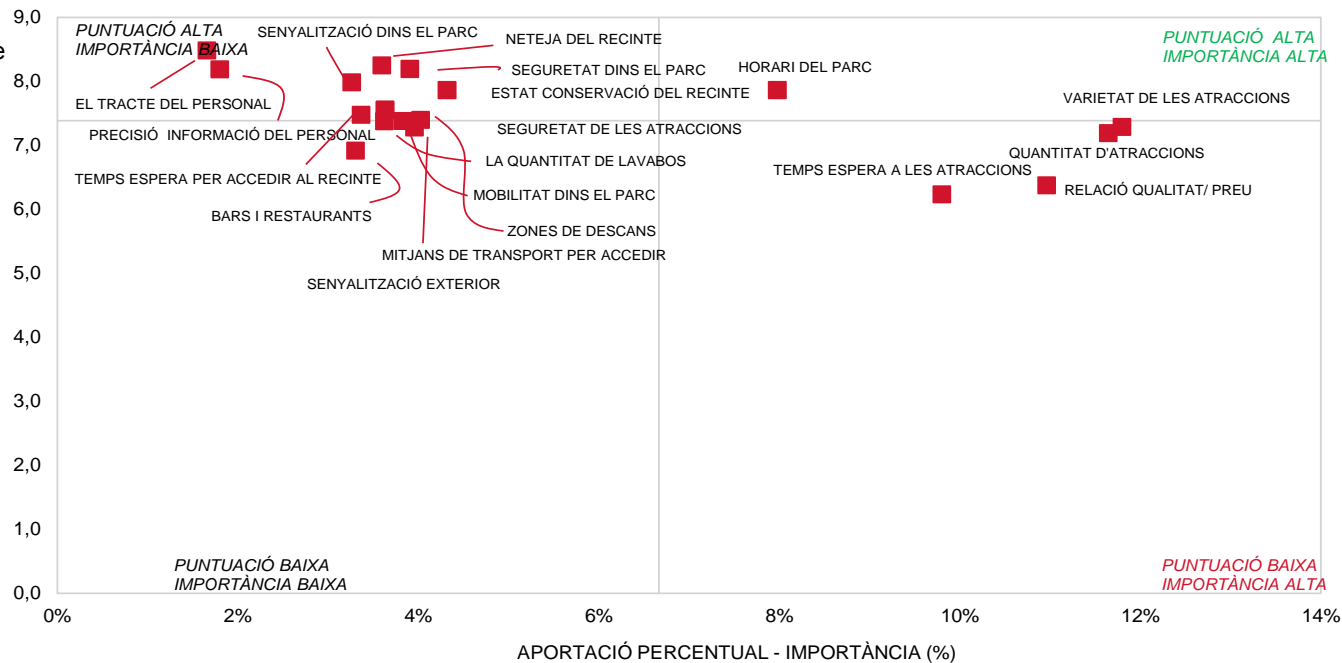 9,0
e
8,0
7,0
6,0
5,0
4,0
3,0
2,0
1,0
0,0
PUNTUACIÓ ALTA
IMPORTÀNCIA BAIXA
SENYALITZACIÓ DINS EL PARC
NETEJA DEL RECINTE
SEGURETAT DINS EL PARC
HORARI DEL PARC
PUNTUACIÓ ALTA
IMPORTÀNCIA ALTA
EL TRACTE DEL PERSONAL
ESTAT CONSERVACIÓ DEL RECINTE
VARIETAT DE LES ATRACCIONS
PRECISIÓ INFORMACIÓ DEL PERSONAL
SEGURETAT DE LES ATRACCIONS
QUANTITAT D'ATRACCIONS
LA QUANTITAT DE LAVABOS
TEMPS ESPERA PER ACCEDIR AL RECINTE
TEMPS ESPERA A LES ATRACCIONS
MOBILITAT DINS EL PARC
RELACIÓ QUALITAT/ PREU
BARS I RESTAURANTS
ZONES DE DESCANS
MITJANS DE TRANSPORT PER ACCEDIR
SENYALITZACIÓ EXTERIOR
PUNTUACIÓ BAIXA
IMPORTÀNCIA BAIXA
PUNTUACIÓ BAIXA
IMPORTÀNCIA ALTA
0%
2%
4%
6%
8%
10%
12%
14%
APORTACIÓ PERCENTUAL - IMPORTÀNCIA (%)